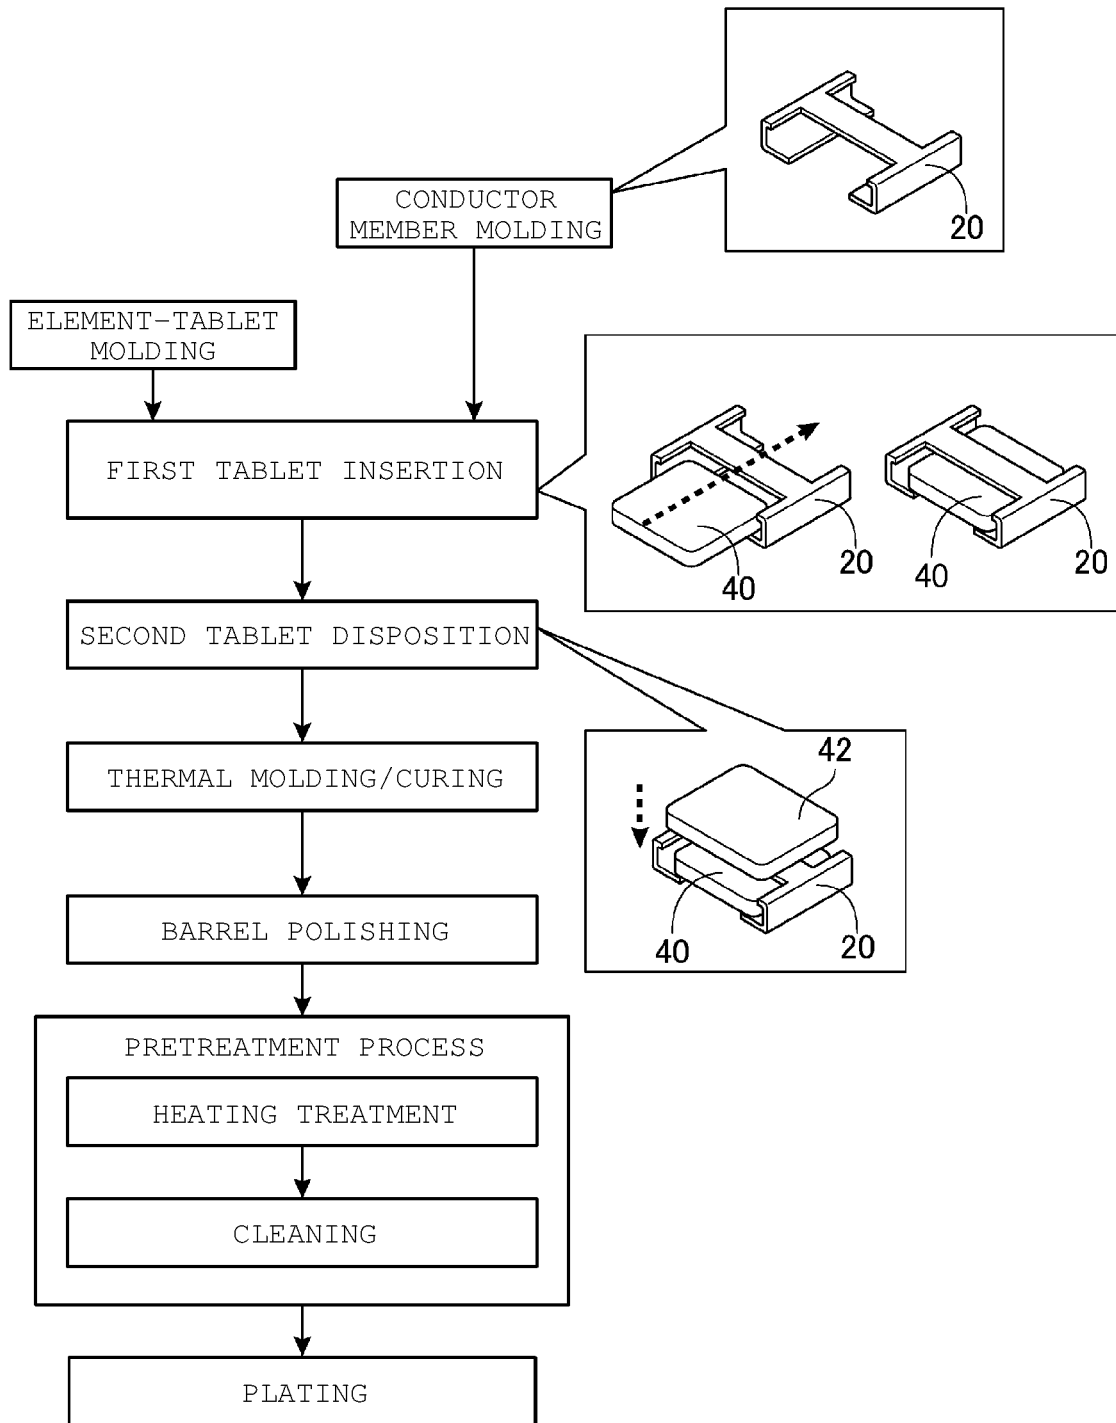 20
CONDUCTOR
MEMBER MOLDING
ELEMENT-TABLET
MOLDING
FIRST TABLET INSERTION
40
20
40
20
SECOND TABLET DISPOSITION
42
40
20
THERMAL MOLDING/CURING
BARREL POLISHING
PRETREATMENT PROCESS
HEATING TREATMENT
CLEANING
PLATING